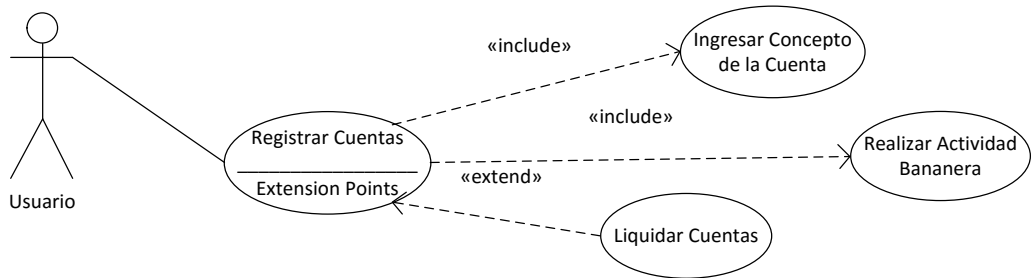 «include»
Ingresar Concepto
de la Cuenta
«include»
Registrar Cuentas
Extension Points
Realizar Actividad
Bananera
«extend»
Usuario
Liquidar Cuentas